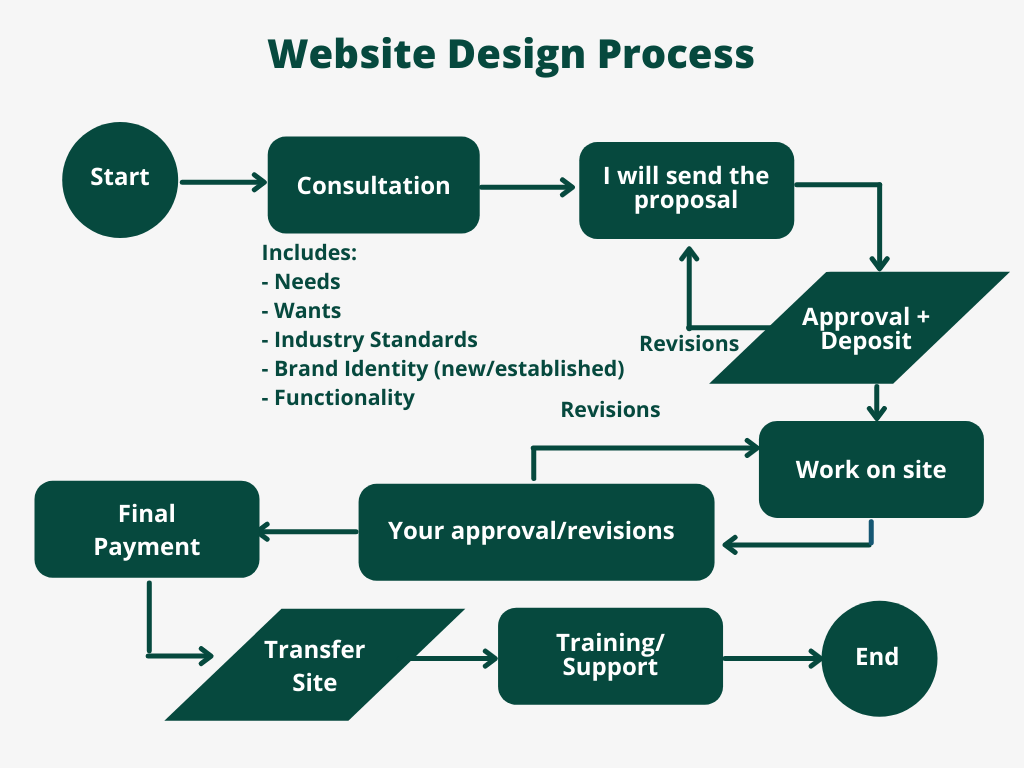 Website Design Process
Start
Consultation
I will send the
proposal
Includes:
- Needs
- Wants
- Industry Standards
- Brand Identity (new/established)
- Functionality
Approval +
Deposit
Revisions
Revisions
Work on site
Your approval/revisions
Final
Payment
Transfer
Site
Training/
Support
End